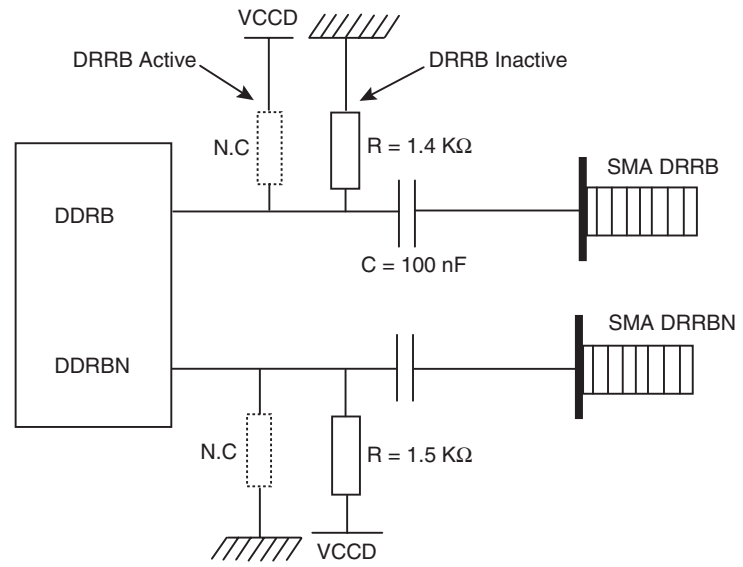 VCCD
DRRB Active
DRRB Inactive
N.C
R = 1.4 KΩ
SMA DRRB
DDRB
C = 100 nF
SMA DRRBN
DDRBN
N.C
R = 1.5 KΩ
VCCD